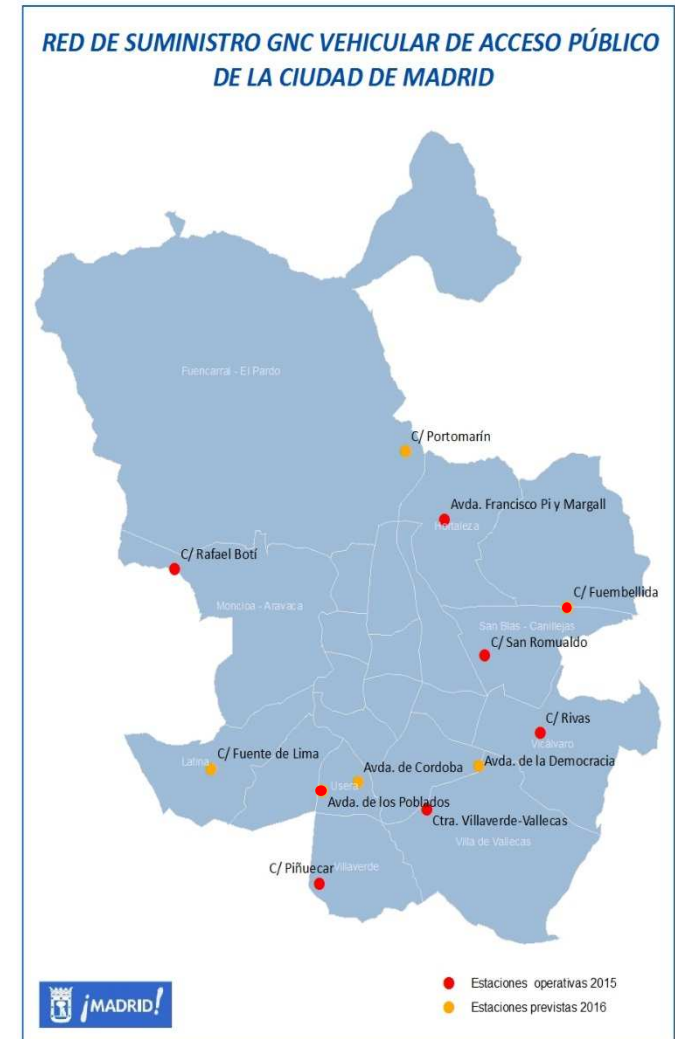 RED DE SUMINISTRO GNC VEHICULAR DE ACCESO PÚBLICO
DE LA CIUDAD DE MADRID
Fuencarral - El Pardo
C/ Portomarín
Avda. Francisco Pi y Margall
Hortaleza
C/ Rafael Botí
C/ Fuembellida
Moncloa - Aravaca
San Blas - Canillejas
C/ San Romualdo
C/ Rivas
Vicálvaro
C/ Fuente de Lima
Latina
Avda. de Cordoba
Avda. de la Democracia
Usera
Avda. de los Poblados
Ctra. Villaverde-Vallecas
Villa de Vallecas
C/ Piñuecar
Villaverde
¡MADRID!
Estaciones operativas 2015
Estaciones previstas 2016